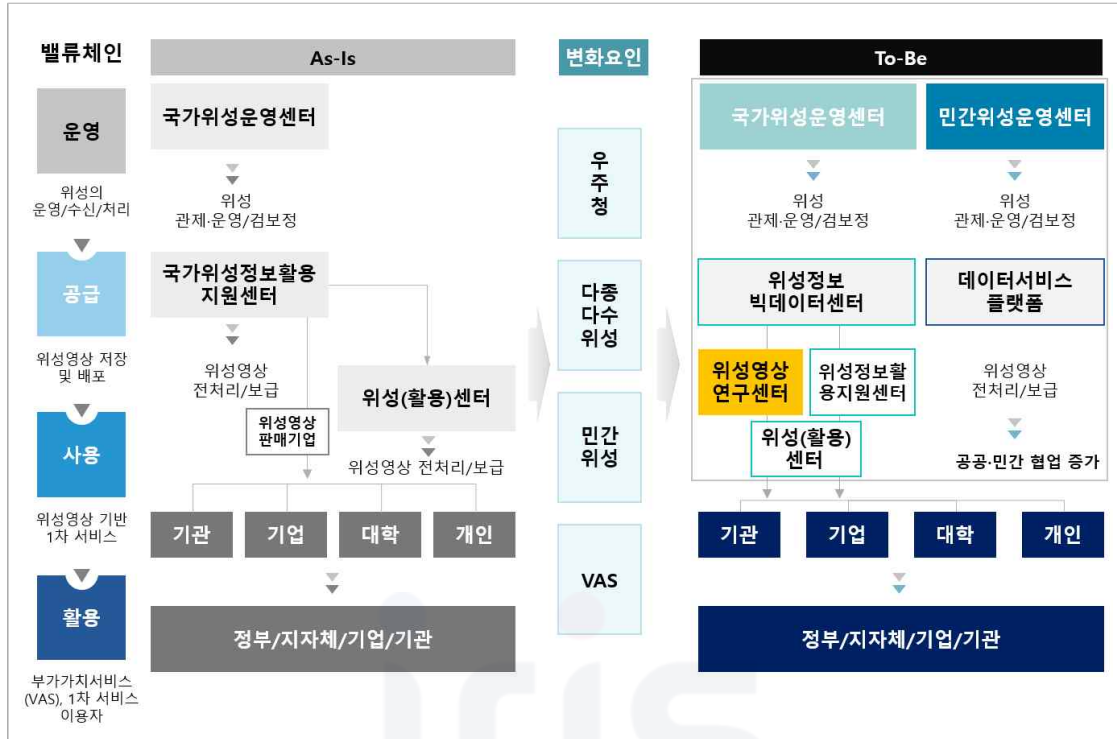 밸류체인
As-Is
변화요인
To-Be
운영
위성의
운영/수신/처리
공급
위성영상 저장
및 배포
사용
위성영상 기반
1차 서비스
활용
부가가치서비스
(VAS), 1차 서비스
이용자
국가위성운영센터
위성
관제·운영/검보정
국가위성정보활용
지원센터
위성영상
전처리/보급
위성영상
판매기업
위성(활용)센터
위성영상 전처리/보급
기관
기업
대학
개인
정부/지자체/기업/기관
우
주
청
다종
다수
위성
민간
위성
VAS
국가위성운영센터
민간위성운영센터
위성
관제·운영/검보정
위성
관제·운영/검보정
위성정보
빅데이터센터
데이터서비스
플랫폼
위성영상
연구센터
위성정보활
용지원센터
위성영상
전처리/보급
위성(활용)
센터
공공·민간 협업 증가
기관
기업
대학
개인
정부/지자체/기업/기관
iris